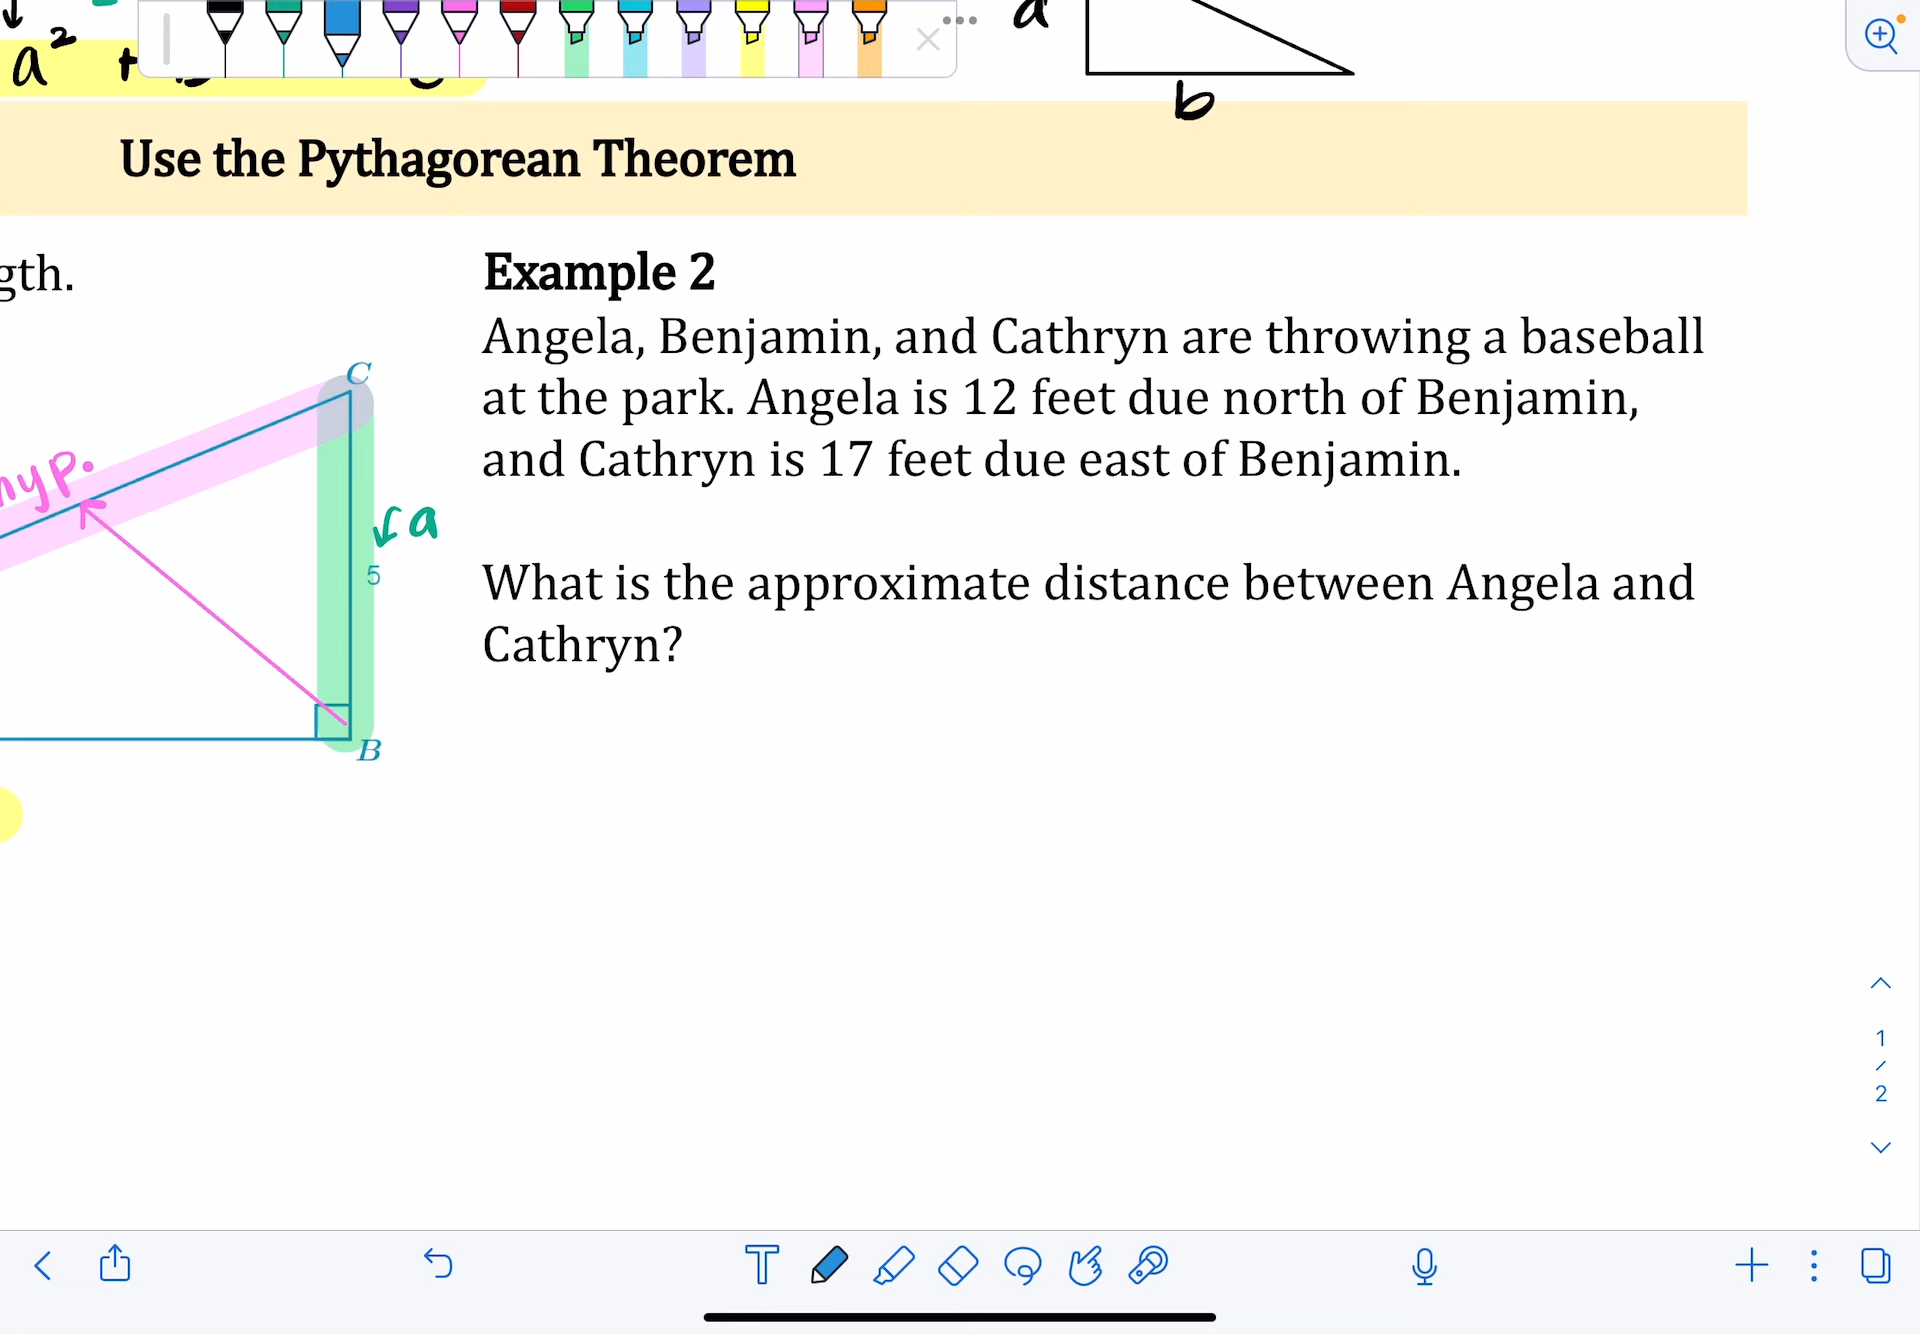 a² +
a
b
Use the Pythagorean Theorem
gth.
Example 2
Angela, Benjamin, and Cathryn are throwing a baseball
at the park. Angela is 12 feet due north of Benjamin,
and Cathryn is 17 feet due east of Benjamin.
What is the approximate distance between Angela and
Cathryn?
C
hyp.
a
5
B
1
/
2
T